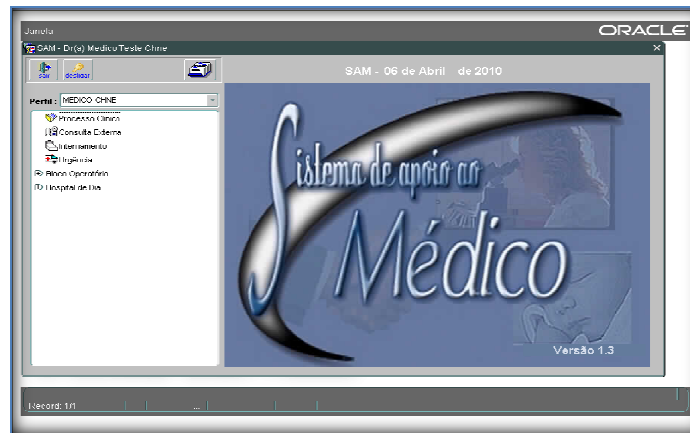 Janela
ORACLE
SAM - Dr(a) Medico Teste Chne
sair
desligar
SAM - 06 de Abril de 2010
Perfil : MEDICO CHNE
Processo Clinico
Consulta Externa
Internamento
Urgência
Bloco Operatório
Hospital de Dia
Sistema de apoio ao
Médico
Versão 1.3
Record: 1/1
...